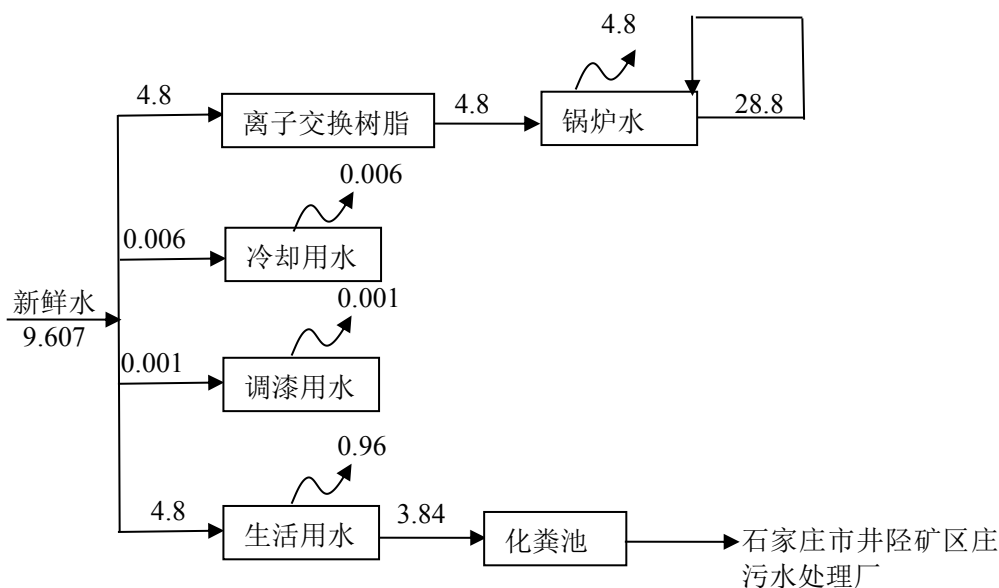 4.8
4.8
离子交换树脂
4.8
锅炉水
28.8
0.006
0.006
冷却用水
新鲜水
9.607
0.001
0.001
调漆用水
0.96
4.8
生活用水
3.84
化粪池
石家庄市井陉矿区庄
污水处理厂